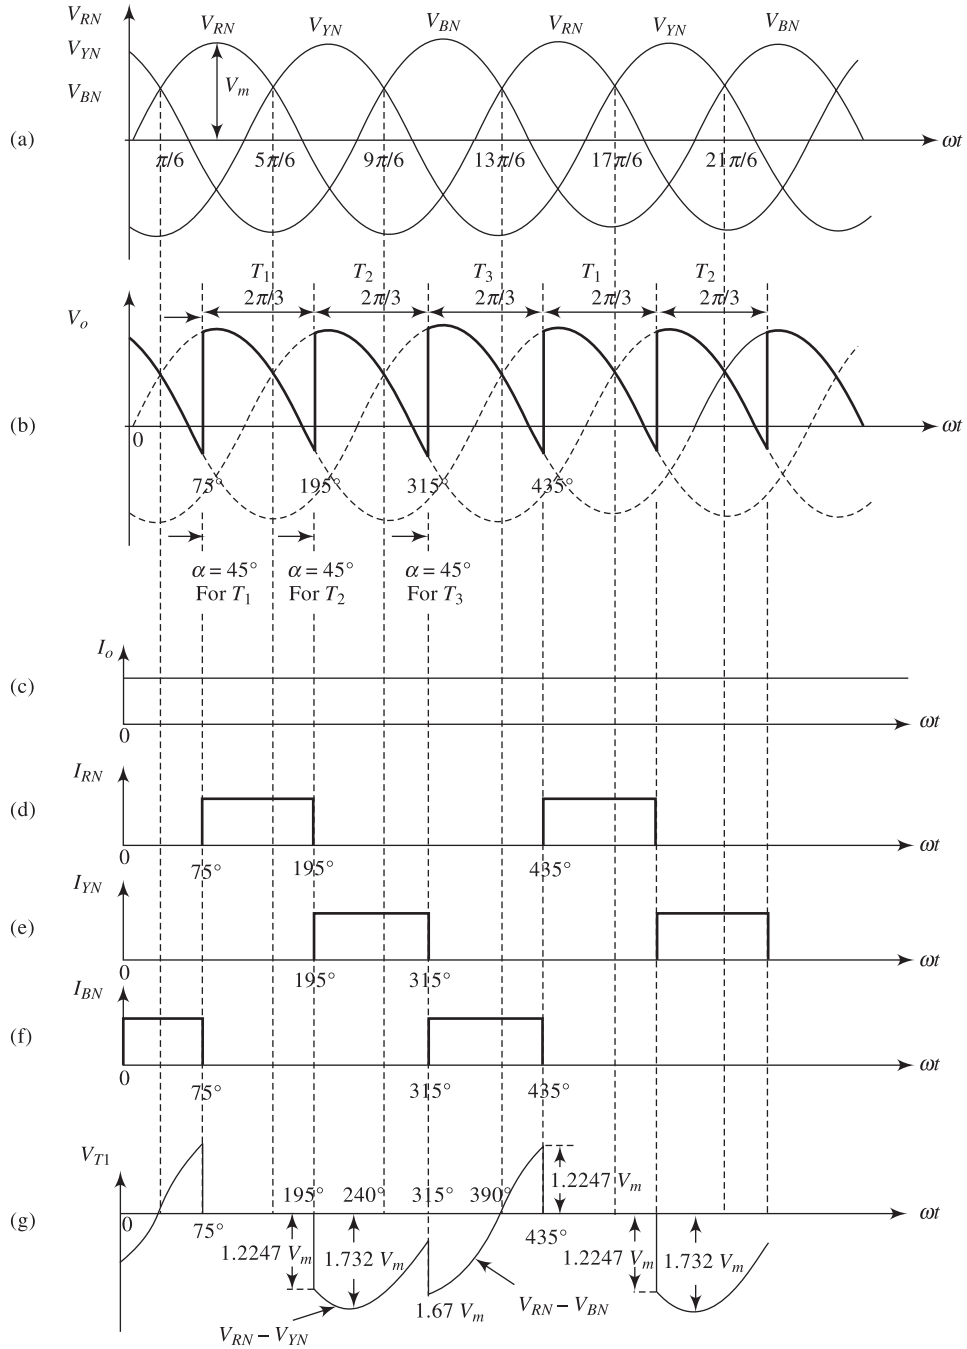 V_RN
V_YN
V_BN
V_RN V_YN V_BN V_RN V_YN V_BN
V_m
(a)
π/6 5π/6 9π/6 13π/6 17π/6 21π/6
ωt
T_1 T_2 T_3 T_1 T_2
2π/3 2π/3 2π/3 2π/3 2π/3
V_o
(b)
0
ωt
75° 195° 315° 435°
α = 45° α = 45° α = 45°
For T_1 For T_2 For T_3
I_o
(c)
0
ωt
I_RN
(d)
0
75° 195° 435°
ωt
I_YN
(e)
0
195° 315°
ωt
I_BN
(f)
0
75° 315° 435°
ωt
V_T1
1.2247 V_m
195° 240° 315° 390°
(g)
0
75° 435°
ωt
1.2247 V_m 1.732 V_m 1.2247 V_m 1.732 V_m
1.67 V_m
V_RN – V_BN
V_RN – V_YN